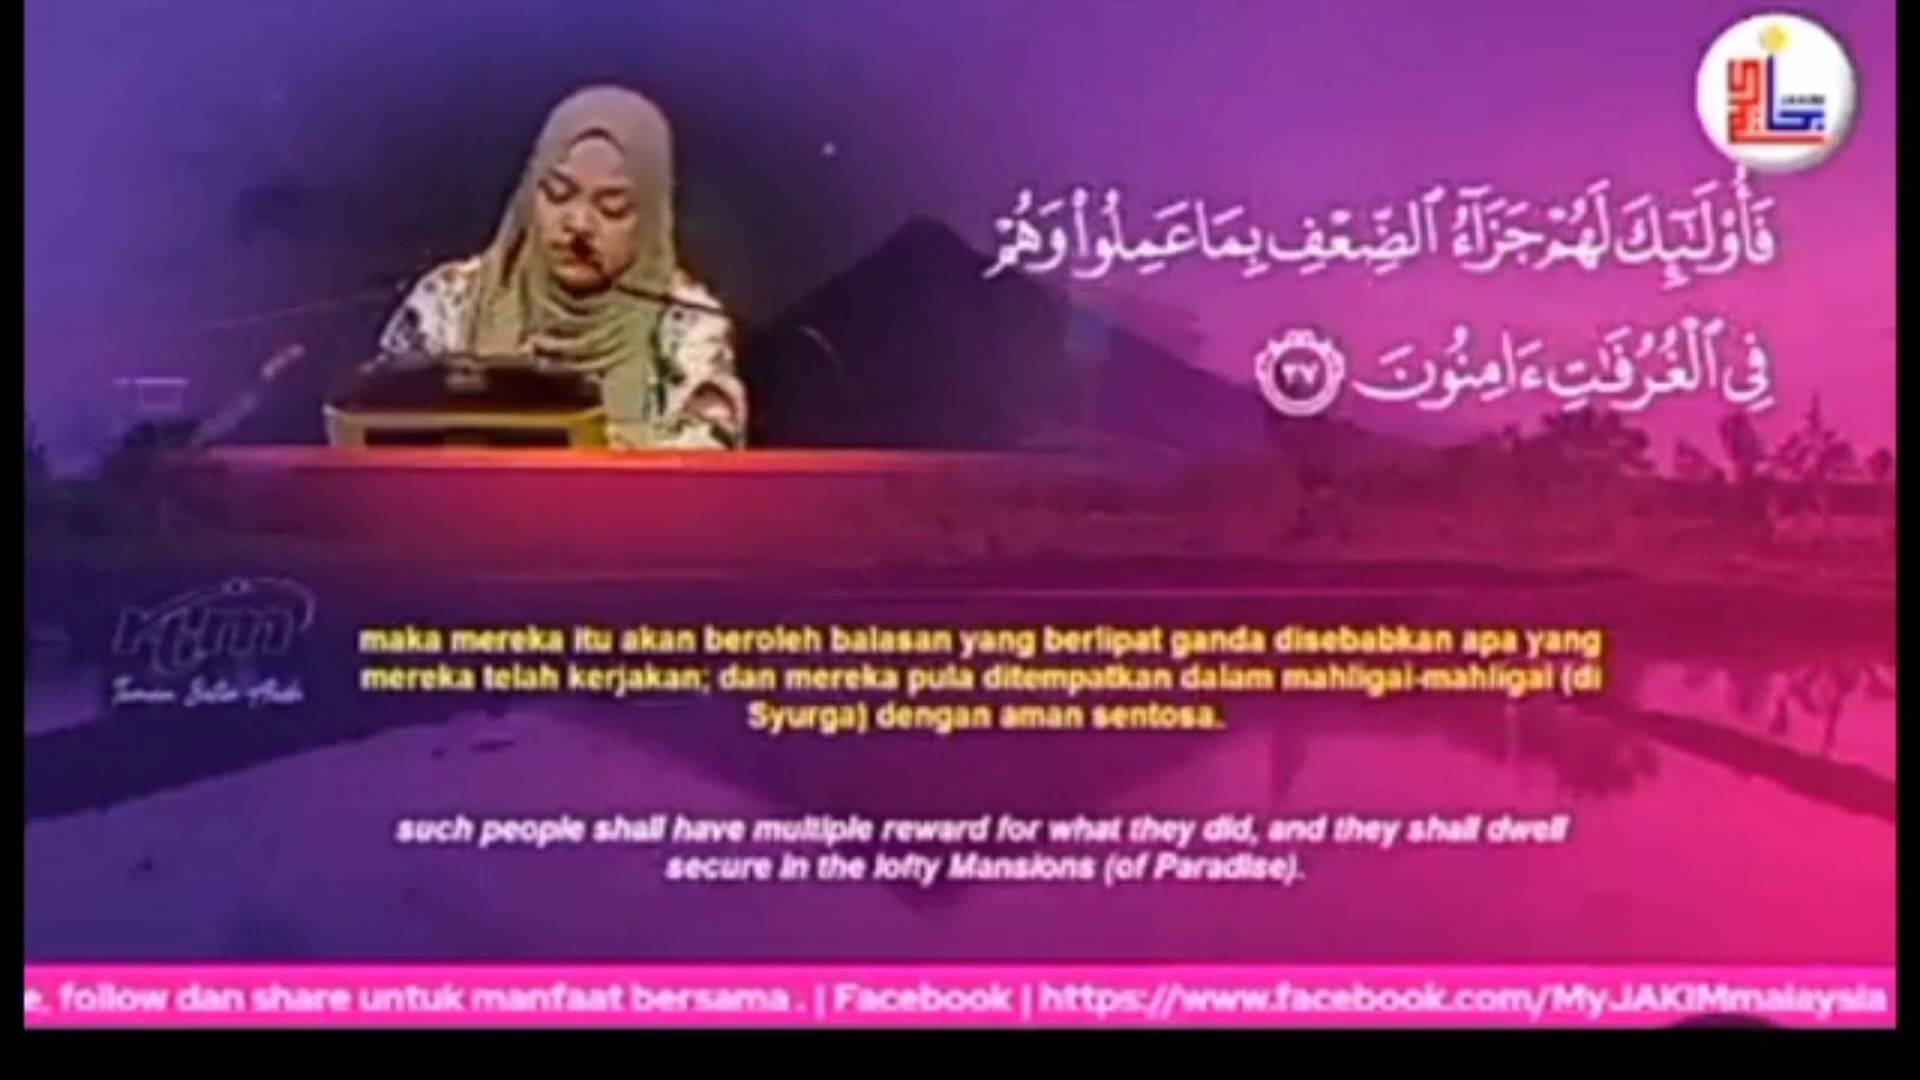 فَأُو۟لَـٰٓئِكَ لَهُمْ جَزَآءُ ٱلضِّعْفِ بِمَا عَمِلُوا۟ وَهُمْ
فِى ٱلْغُرُفَـٰتِ ءَامِنُونَ ٣٧
rtm
maka mereka itu akan beroleh balasan yang berlipat ganda disebabkan apa yang
mereka telah kerjakan; dan mereka pula ditempatkan dalam mahligai-mahligai (di
Syurga) dengan aman sentosa.
such people shall have multiple reward for what they did, and they shall dwell
secure in the lofty Mansions (of Paradise).
e, follow dan share untuk manfaat bersama . | Facebook | https://www.facebook.com/MyJAKIMmalaysia